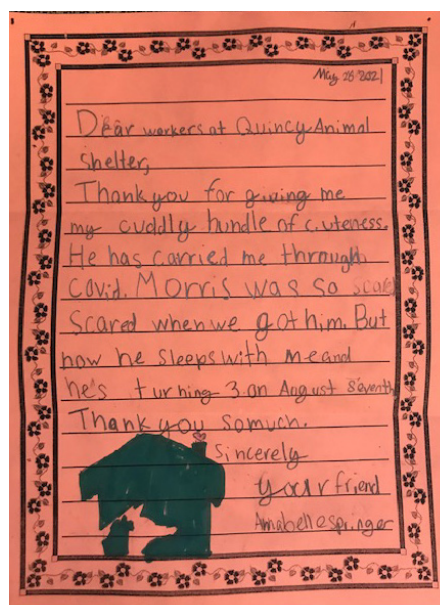 May 28 2021
Dear workers at Quincy Animal
shelter,
Thank you for giving me
my cuddly hundle of cuteness.
He has carried me through
covid. Morris was so scar
scared when we got him. But
now he sleeps with me and
he's turning 3 on August seventh
Thank you so much.
Sincerely
your friend
Annabelle springer